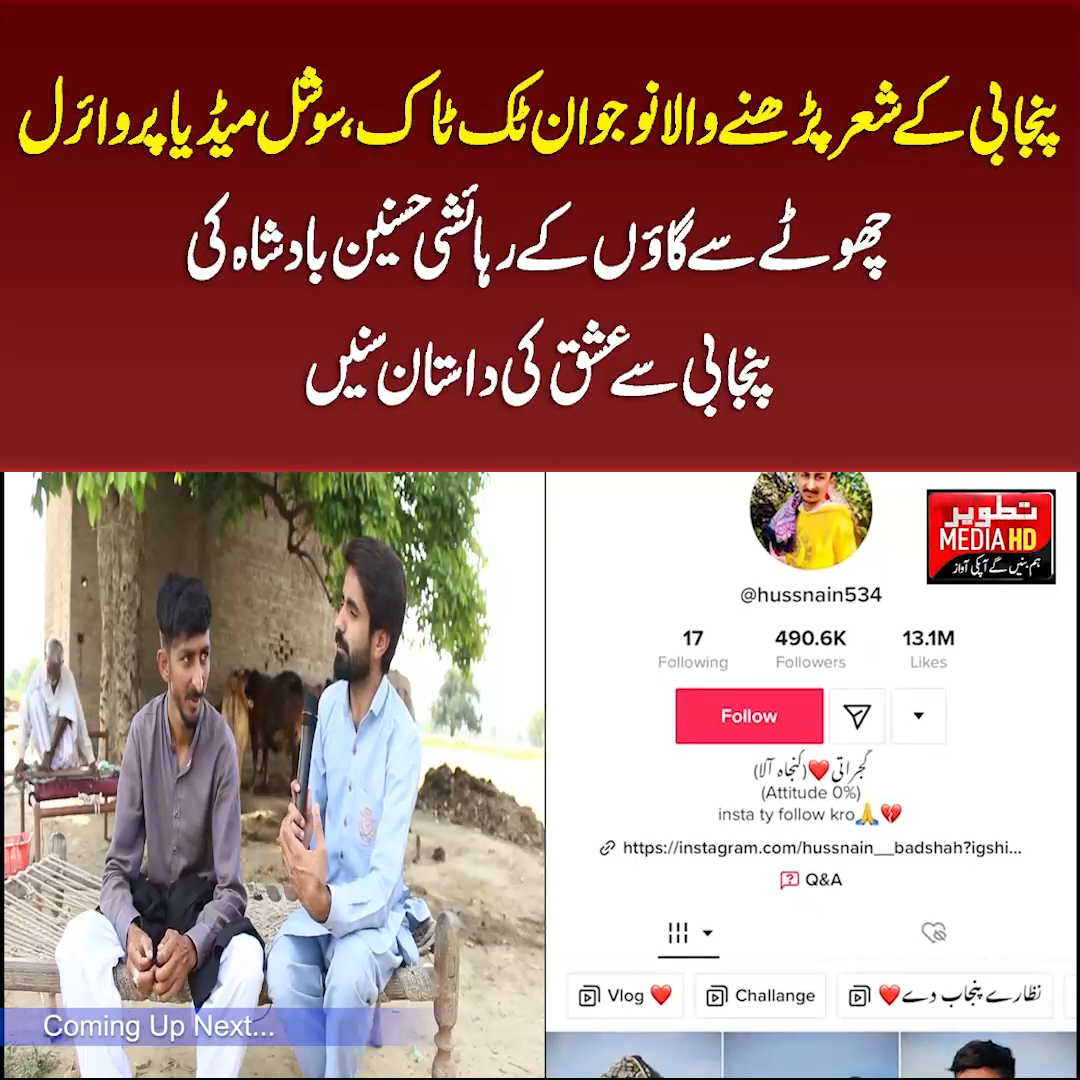 پنجابی کے شعر پڑھنے والا نوجوان ٹک ٹاک، سوشل میڈیا پر وائرل
چھوٹے سے گاؤں کے رہائشی حسنین بادشاہ کی
پنجابی سے عشق کی داستان سنیں
تطویر
MEDIA HD
ہم بنیں گے آپکی آواز
@hussnain534
17 490.6K 13.1M
Following Followers Likes
Follow
گجراتی❤️(کنجاہ آلا)
(Attitude 0%)
insta ty follow kro🙏💔
https://instagram.com/hussnain__badshah?igshi...
Q&A
Vlog ❤️ Challange نظارے پنجاب دے❤️
Coming Up Next...